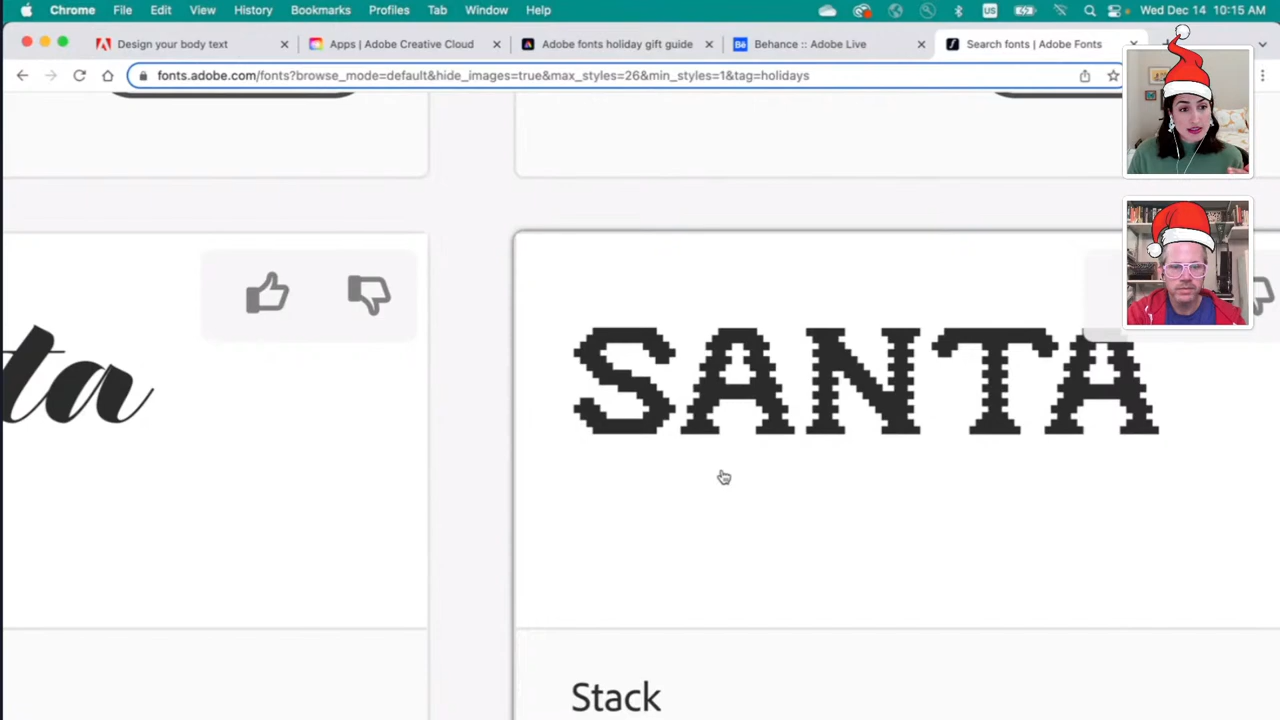 Chrome File Edit View History Bookmarks Profiles Tab Window Help US Wed Dec 14 10:15 AM
Design your body text Apps | Adobe Creative Cloud Adobe fonts holiday gift guide Bē Behance :: Adobe Live Search fonts | Adobe Fonts
fonts.adobe.com/fonts?browse_mode=default&hide_images=true&max_styles=26&min_styles=1&tag=holidays
ta
SANTA
Stack